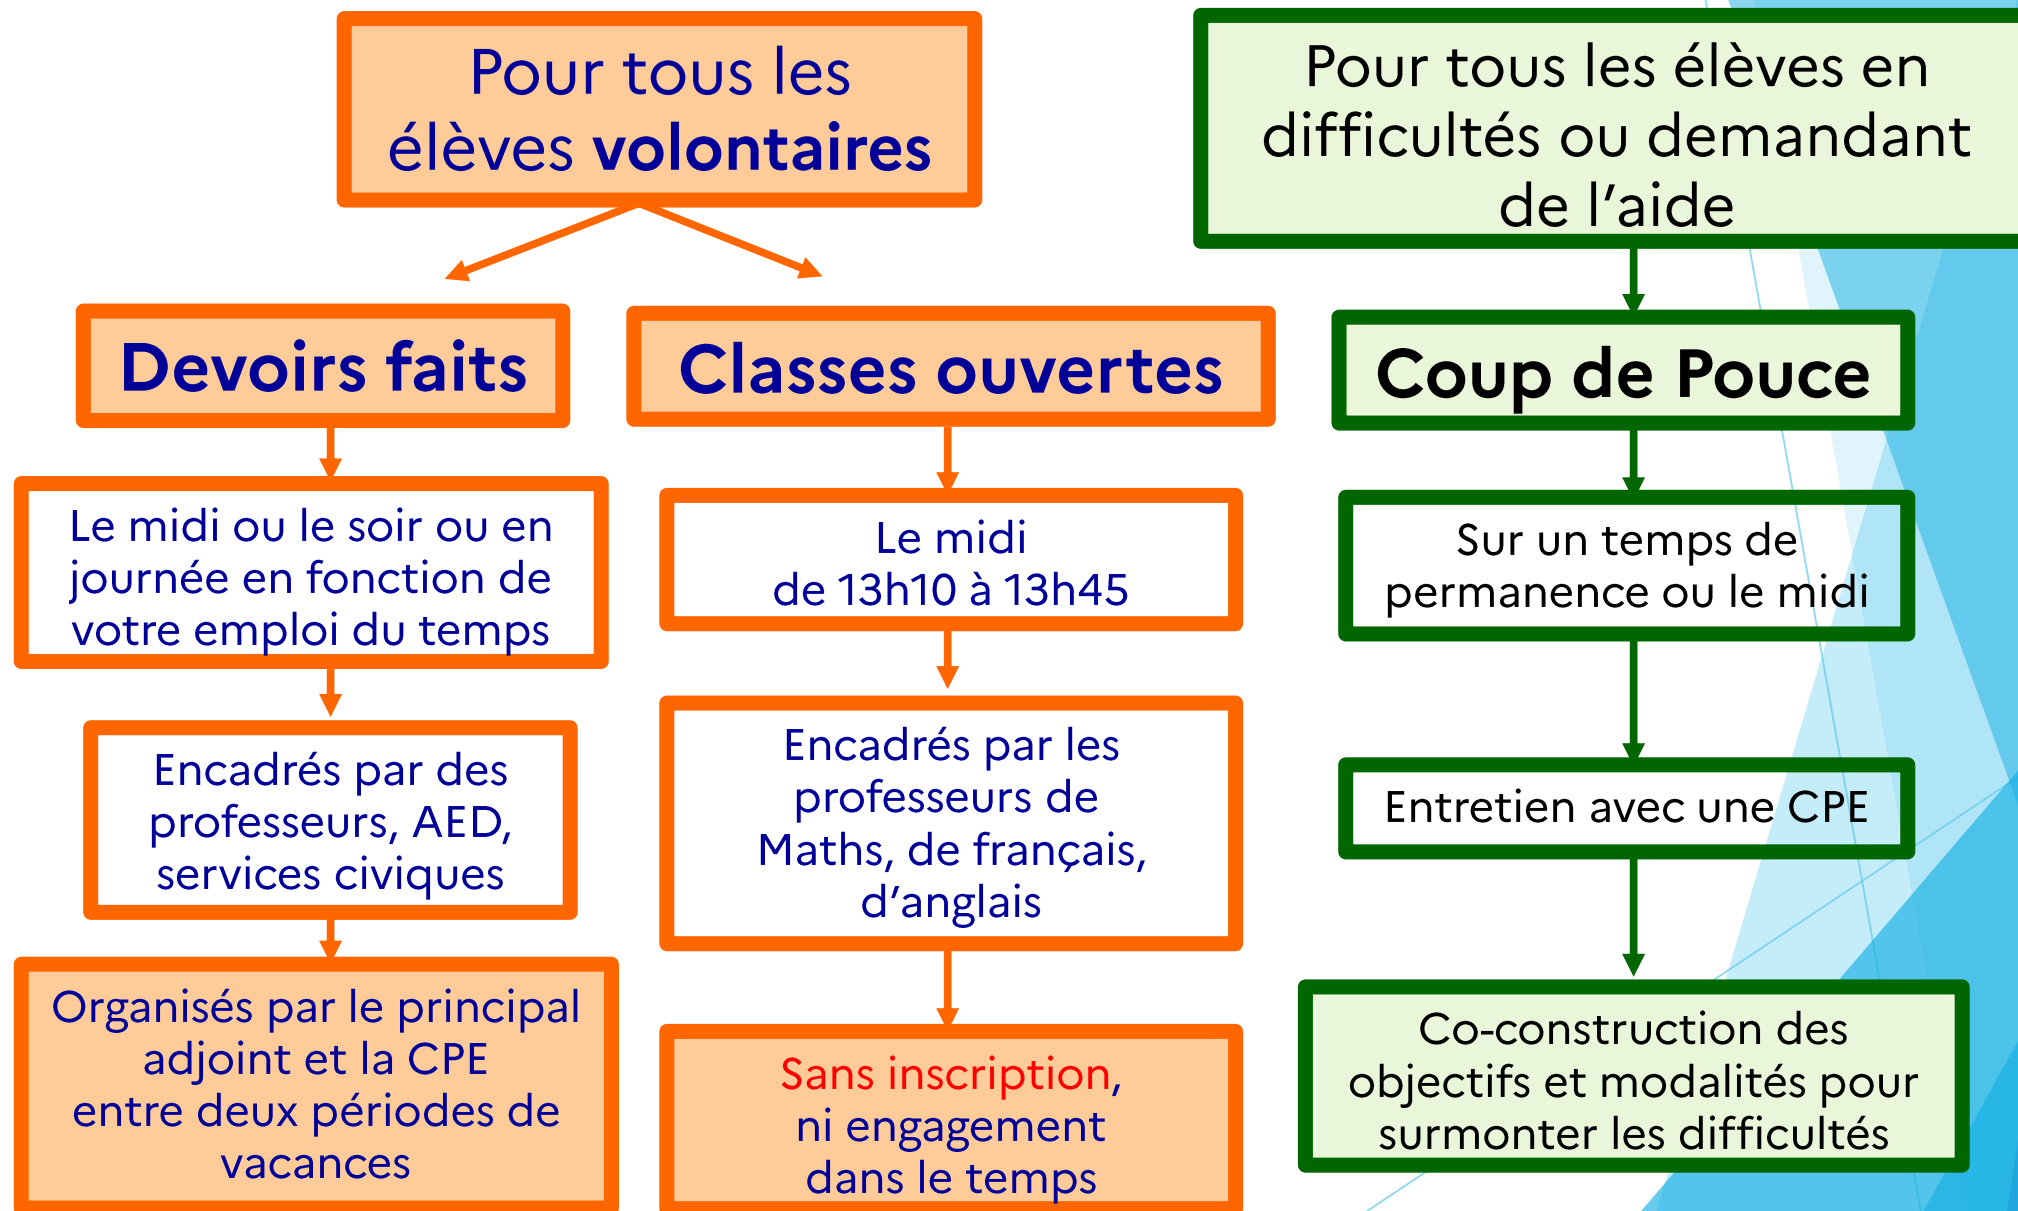 Pour tous les
élèves volontaires
Devoirs faits
Le midi ou le soir ou en
journée en fonction de
votre emploi du temps
Encadrés par des
professeurs, AED,
services civiques
Organisés par le principal
adjoint et la CPE
entre deux périodes de
vacances
Classes ouvertes
Le midi
de 13h10 à 13h45
Encadrés par les
professeurs de
Maths, de français,
d’anglais
Sans inscription,
ni engagement
dans le temps
Pour tous les élèves en
difficultés ou demandant
de l’aide
Coup de Pouce
Sur un temps de
permanence ou le midi
Entretien avec une CPE
Co-construction des
objectifs et modalités pour
surmonter les difficultés